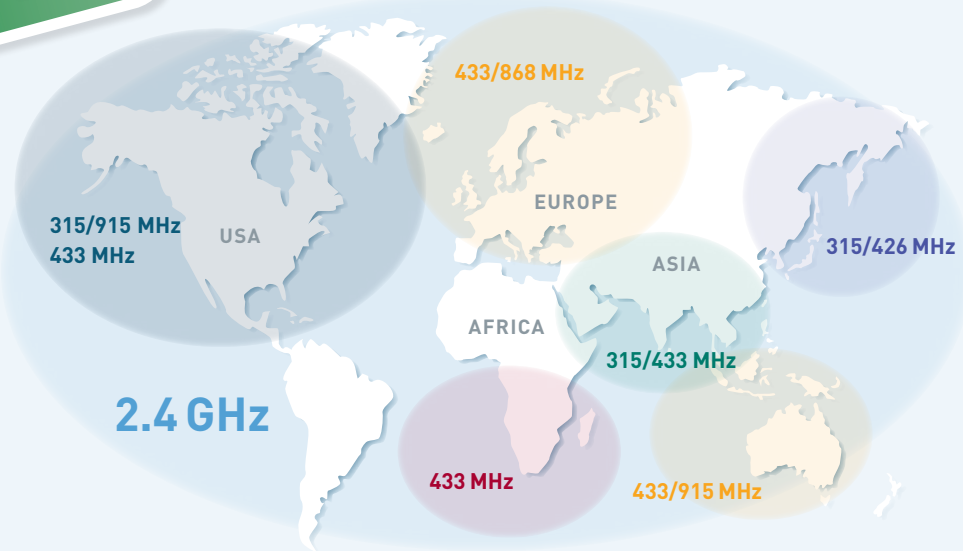 433/868 MHz
EUROPE
315/915 MHz
433 MHz
USA
315/426 MHz
ASIA
AFRICA
315/433 MHz
2.4 GHz
433 MHz
433/915 MHz